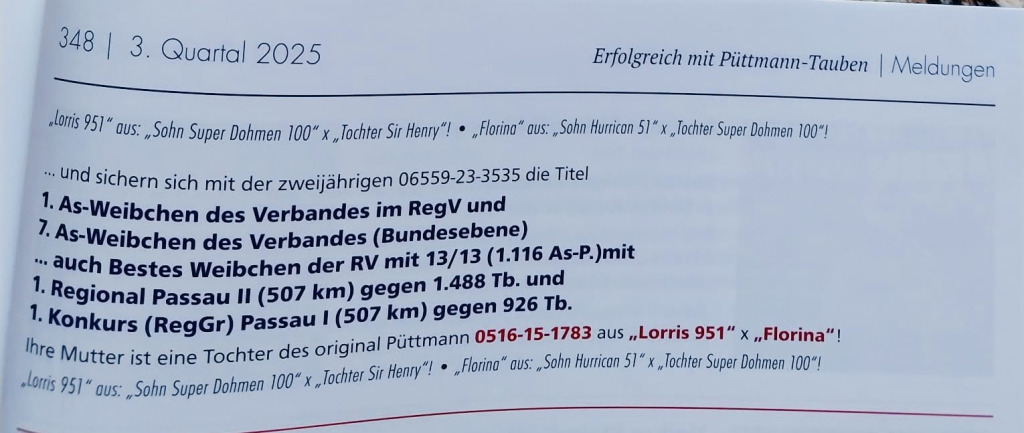 348 | 3. Quartal 2025
Erfolgreich mit Püttmann-Tauben | Meldungen
„Lorris 951“ aus: „Sohn Super Dohmen 100“ x „Tochter Sir Henry“! • „Florina“ aus: „Sohn Hurrican 51“ x „Tochter Super Dohmen 100“!
... und sichern sich mit der zweijährigen 06559-23-3535 die Titel
1. As-Weibchen des Verbandes im RegV und
7. As-Weibchen des Verbandes (Bundesebene)
... auch Bestes Weibchen der RV mit 13/13 (1.116 As-P.)mit
1. Regional Passau II (507 km) gegen 1.488 Tb. und
1. Konkurs (RegGr) Passau I (507 km) gegen 926 Tb.
Ihre Mutter ist eine Tochter des original Püttmann 0516-15-1783 aus „Lorris 951“ x „Florina“!
„Lorris 951“ aus: „Sohn Super Dohmen 100“ x „Tochter Sir Henry“! • „Florina“ aus: „Sohn Hurrican 51“ x „Tochter Super Dohmen 100“!